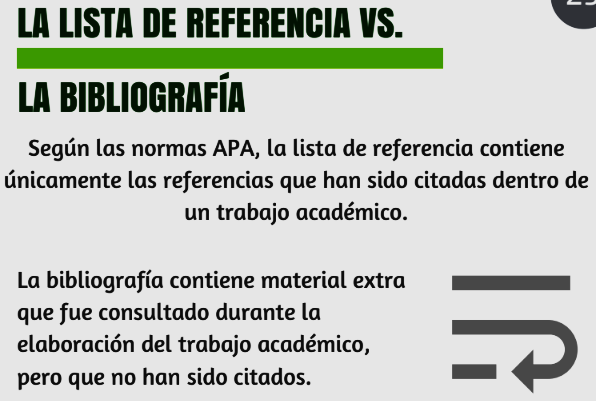 LA LISTA DE REFERENCIA VS.
LA BIBLIOGRAFÍA
Según las normas APA, la lista de referencia contiene
únicamente las referencias que han sido citadas dentro de
un trabajo académico.
La bibliografía contiene material extra
que fue consultado durante la
elaboración del trabajo académico,
pero que no han sido citados.